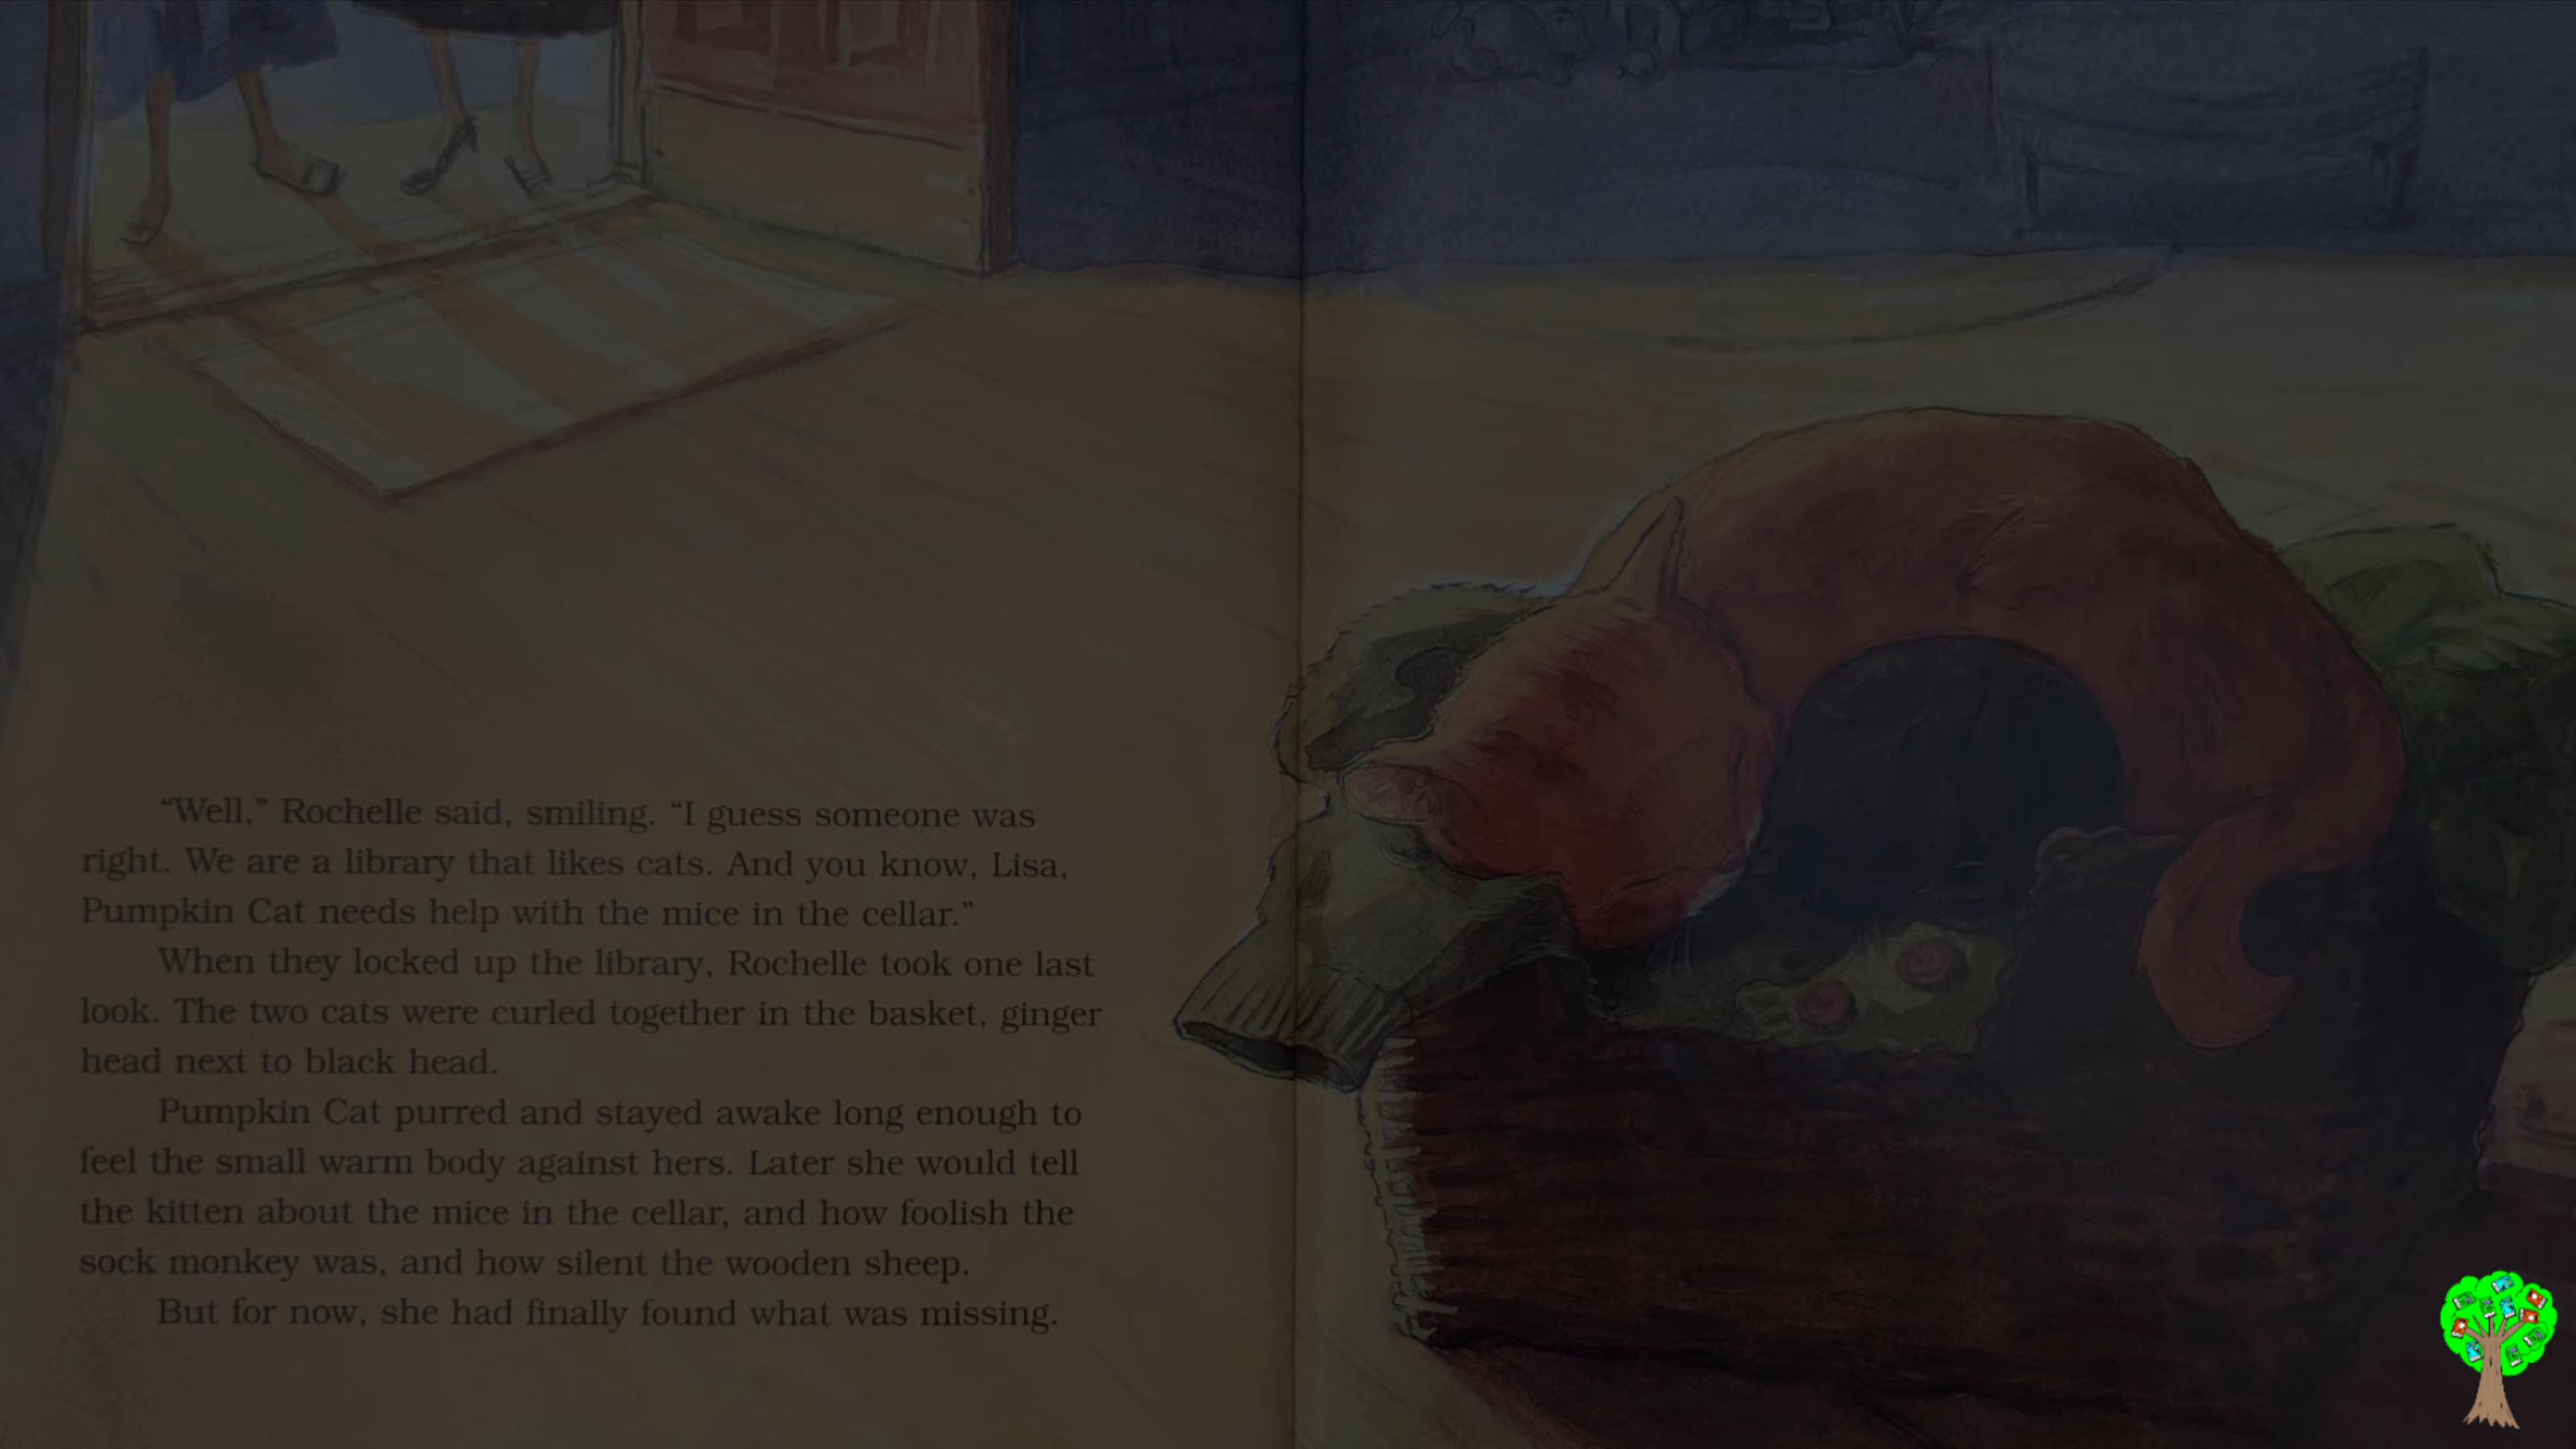 “Well,” Rochelle said, smiling. “I guess someone was
right. We are a library that likes cats. And you know, Lisa,
Pumpkin Cat needs help with the mice in the cellar.”
When they locked up the library, Rochelle took one last
look. The two cats were curled together in the basket, ginger
head next to black head.
Pumpkin Cat purred and stayed awake long enough to
feel the small warm body against hers. Later she would tell
the kitten about the mice in the cellar, and how foolish the
sock monkey was, and how silent the wooden sheep.
But for now, she had finally found what was missing.